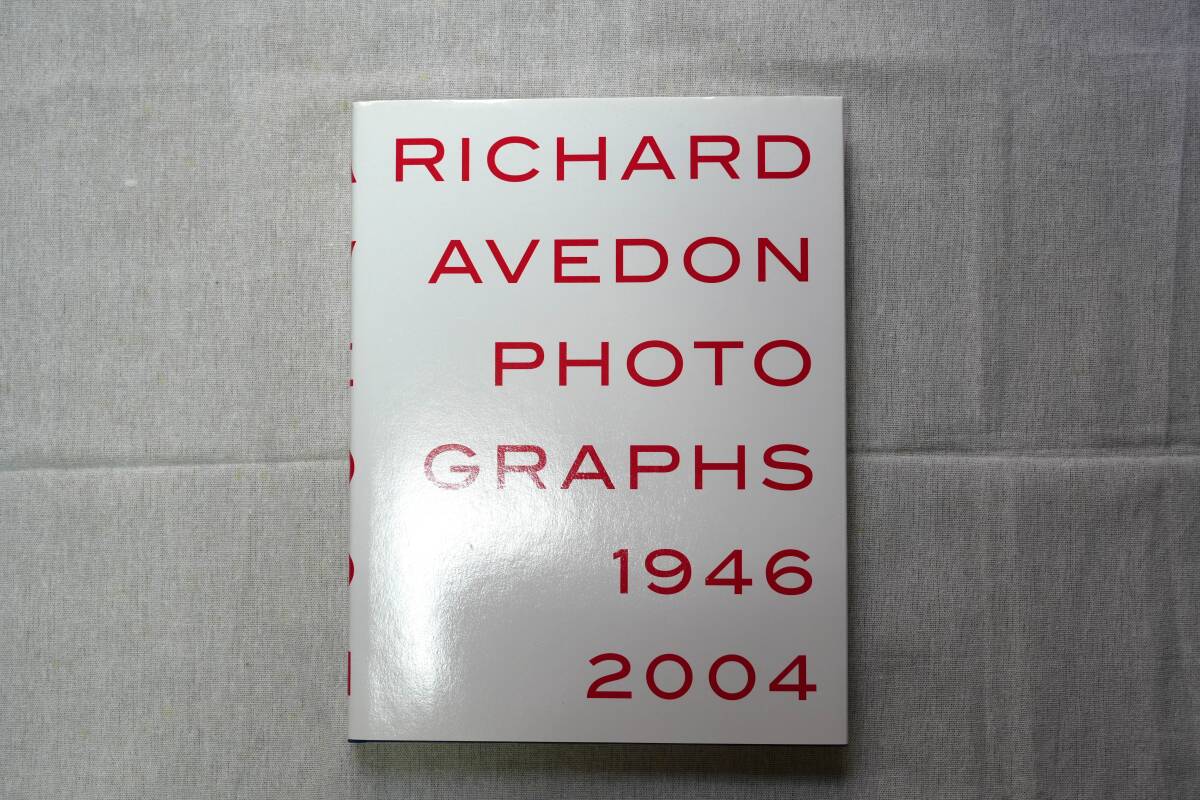 RICHARD
AVEDON
PHOTO
GRAPHS
1946
2004